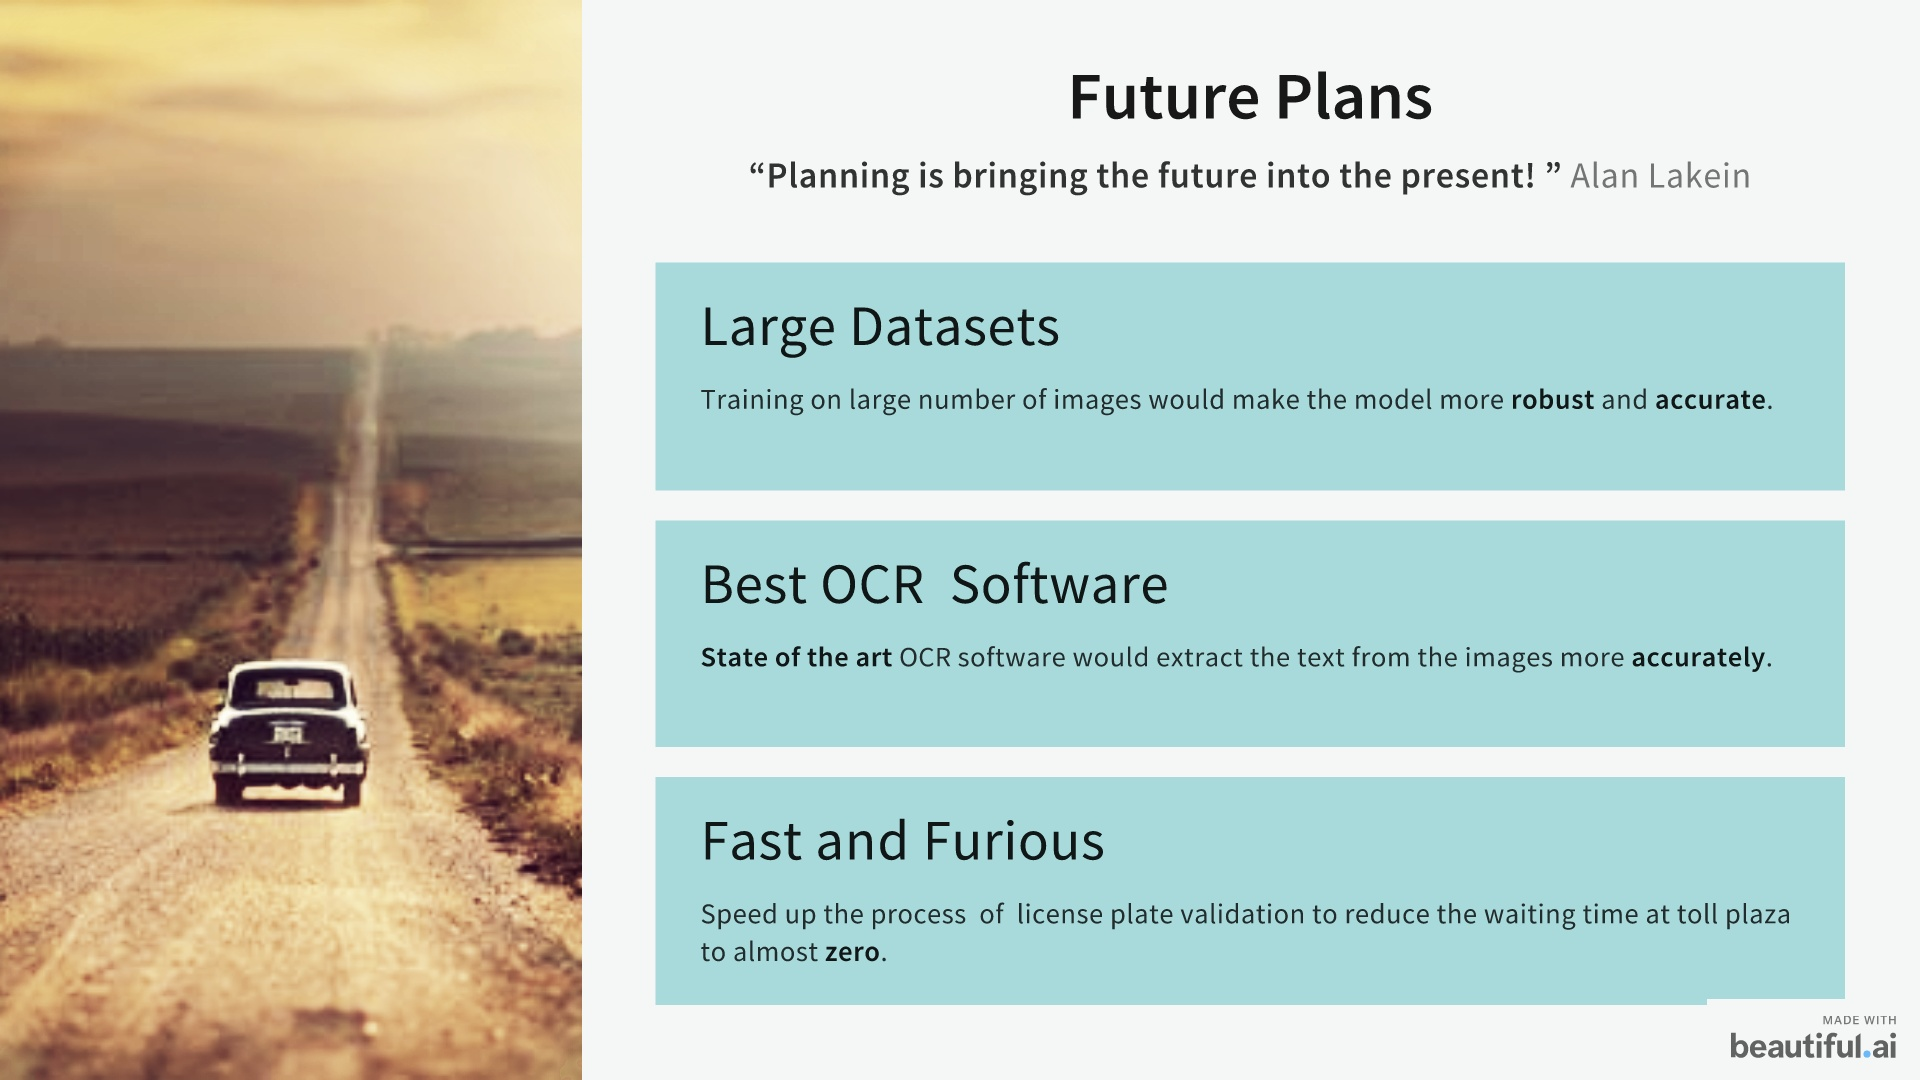 Future Plans
“Planning is bringing the future into the present! ” Alan Lakein
Large Datasets
Training on large number of images would make the model more robust and accurate.
Best OCR  Software
State of the art OCR software would extract the text from the images more accurately.
Fast and Furious
Speed up the process  of  license plate validation to reduce the waiting time at toll plaza
to almost zero.
MADE WITH
beautiful.ai